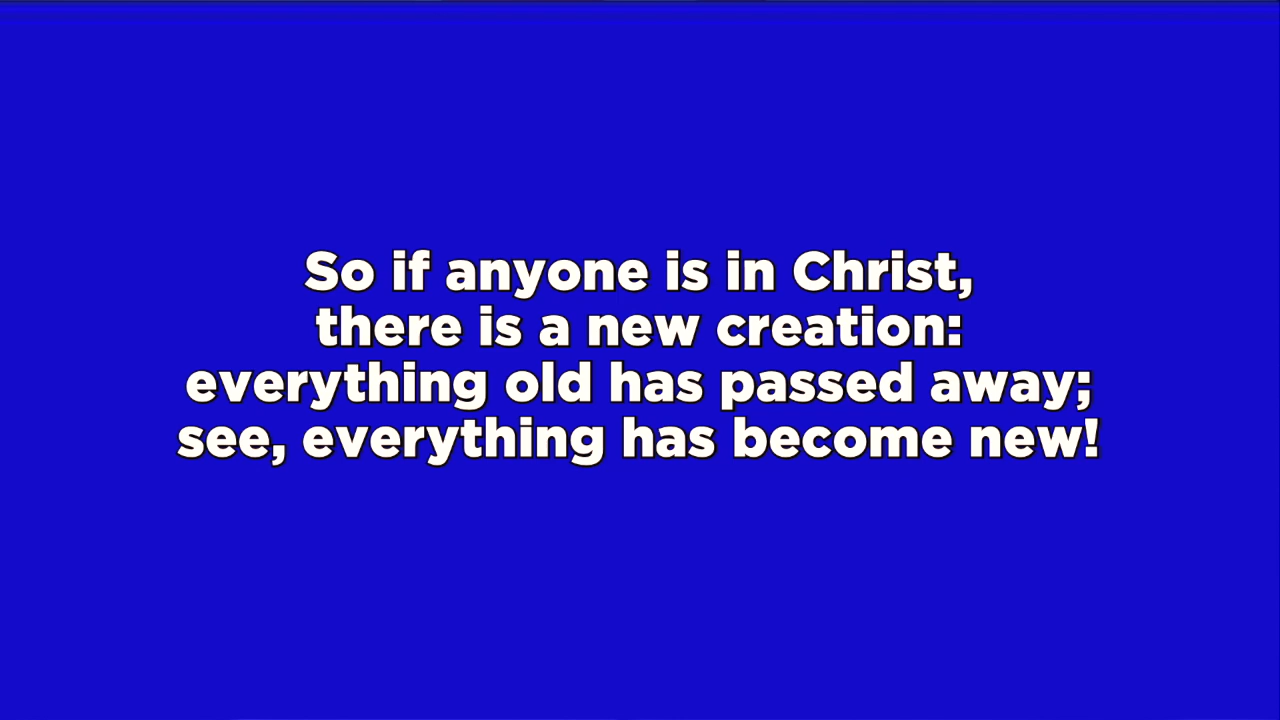 So if anyone is in Christ,
there is a new creation:
everything old has passed away;
see, everything has become new!